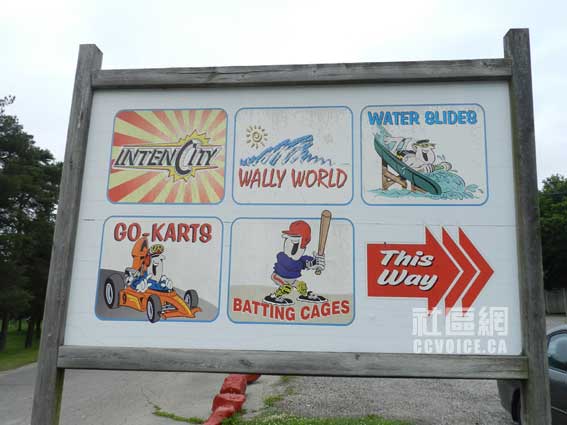 INTENCITY
WALLY WORLD
WATER SLIDES
GO-KARTS
BATTING CAGES
This
Way
社區網
CCVOICE.CA